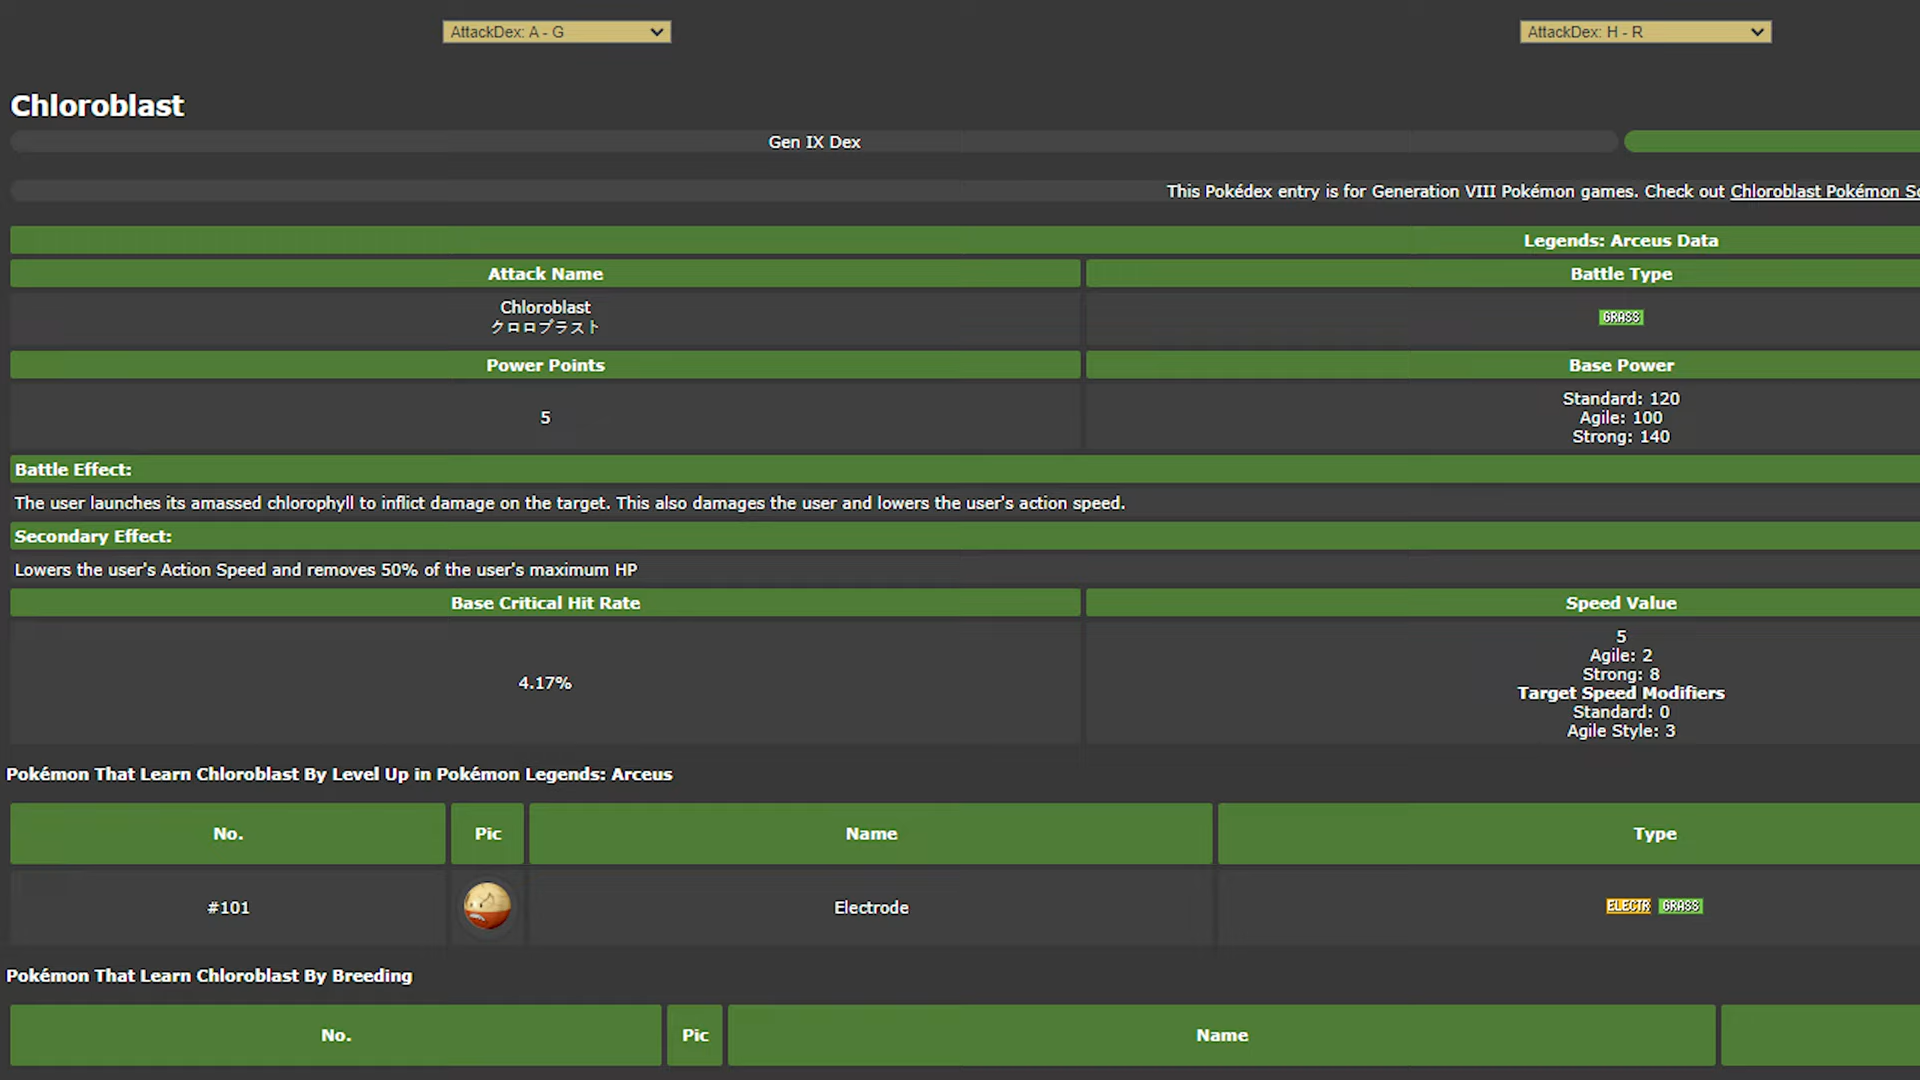 AttackDex: A - G
AttackDex: H - R
Chloroblast
Gen IX Dex
This Pokédex entry is for Generation VIII Pokémon games. Check out Chloroblast Pokémon
Legends: Arceus Data
Attack Name
Battle Type
Chloroblast
クロロブラスト
GRASS
Power Points
Base Power
5
Standard: 120
Agile: 100
Strong: 140
Battle Effect:
The user launches its amassed chlorophyll to inflict damage on the target. This also damages the user and lowers the user's action speed.
Secondary Effect:
Lowers the user's Action Speed and removes 50% of the user's maximum HP
Base Critical Hit Rate
Speed Value
4.17%
5
Agile: 2
Strong: 8
Target Speed Modifiers
Standard: 0
Agile Style: 3
Pokémon That Learn Chloroblast By Level Up in Pokémon Legends: Arceus
No.
Pic
Name
Type
#101
Electrode
ELECTR GRASS
Pokémon That Learn Chloroblast By Breeding
No.
Pic
Name